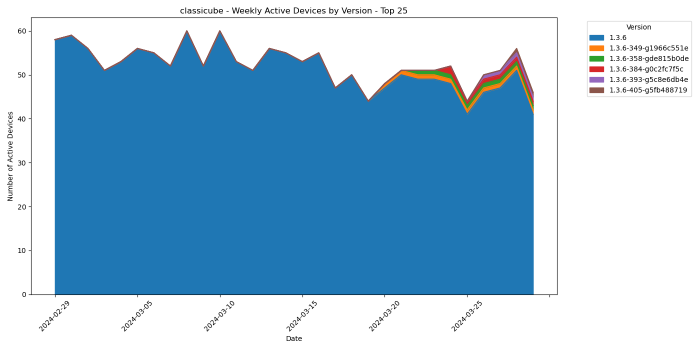 classicube - Weekly Active Devices by Version - Top 25
Number of Active Devices
60
50
40
30
20
10
0
2024-02-29
2024-03-05
2024-03-10
2024-03-15
2024-03-20
2024-03-25
Date
Version
1.3.6
1.3.6-349-g1966c551e
1.3.6-358-gde815b0de
1.3.6-384-g0c2fc7f5c
1.3.6-393-g5c8e6db4e
1.3.6-405-g5fb488719